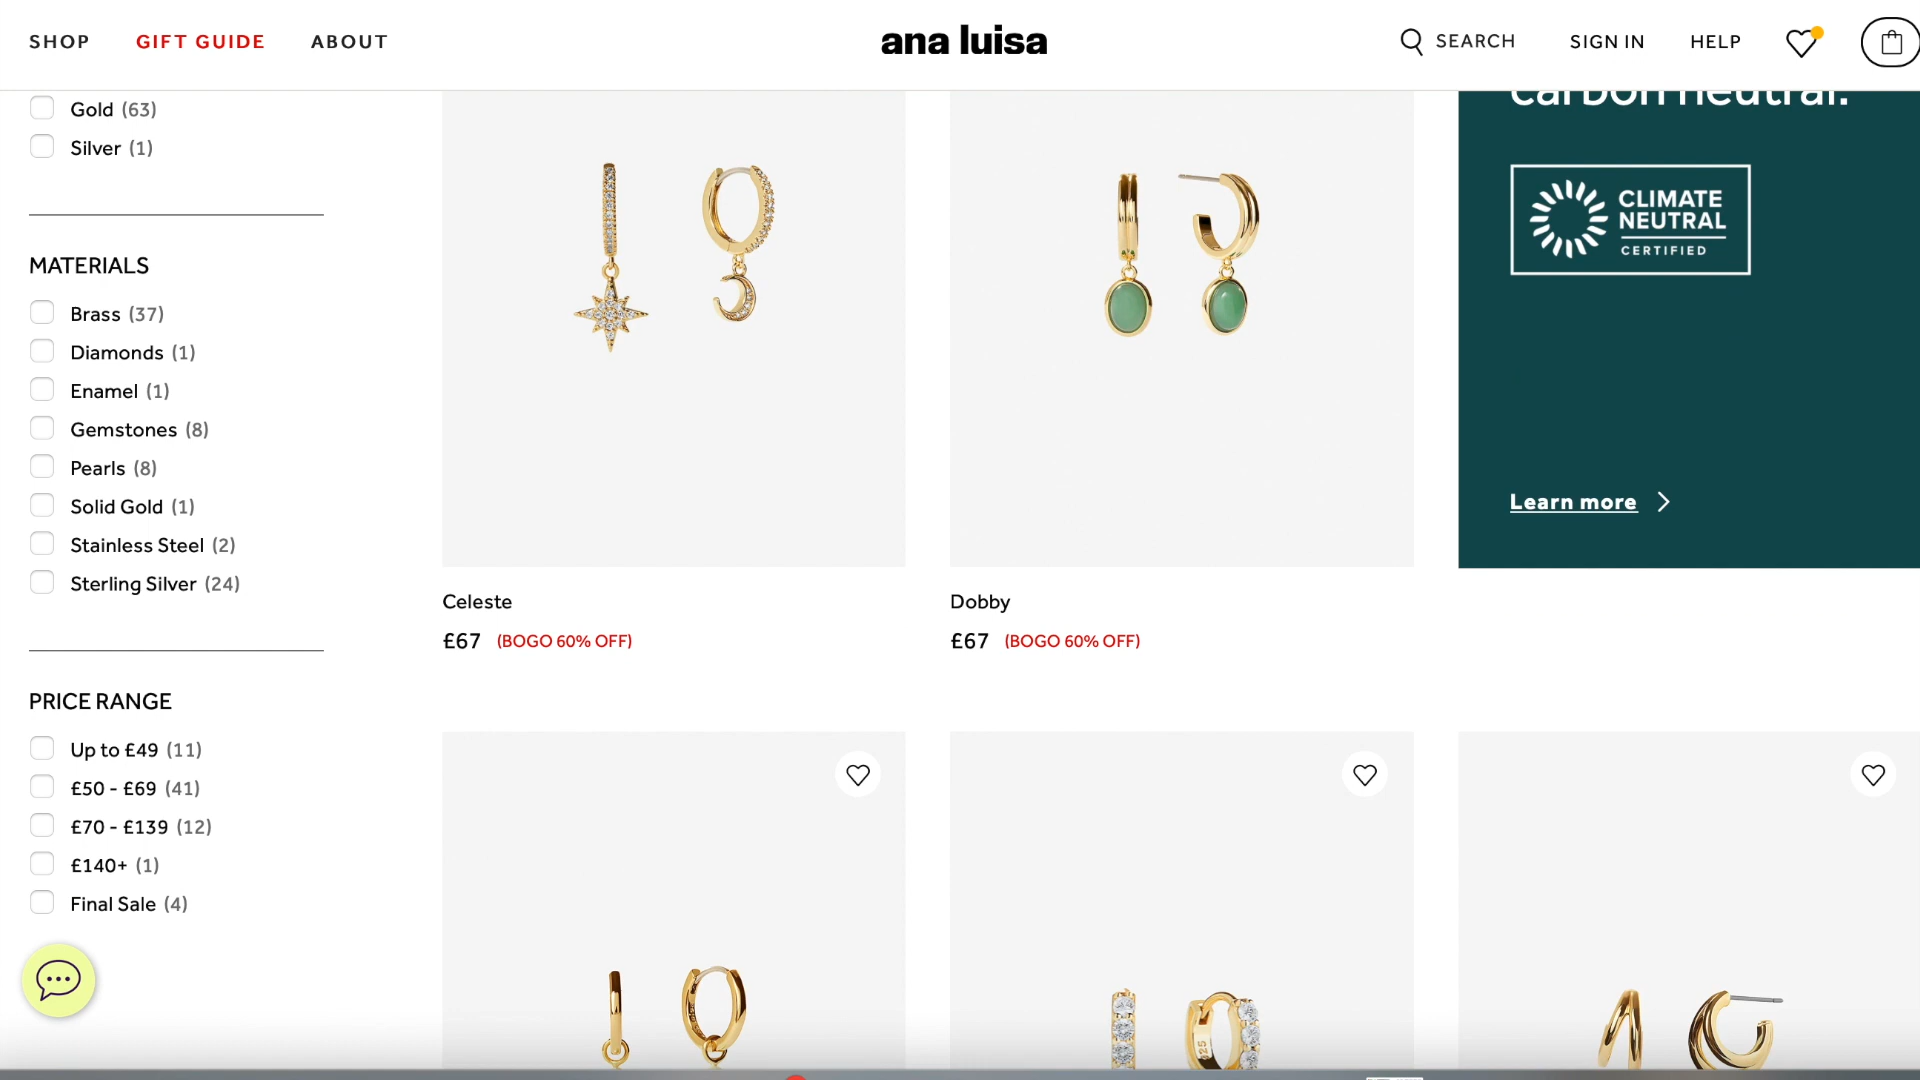 SHOP
GIFT GUIDE
ABOUT
ana luisa
SEARCH
SIGN IN
HELP
Gold (63)
Silver (1)
MATERIALS
Brass (37)
Diamonds (1)
Enamel (1)
Gemstones (8)
Pearls (8)
Solid Gold (1)
Stainless Steel (2)
Sterling Silver (24)
PRICE RANGE
Up to £49 (11)
£50 - £69 (41)
£70 - £139 (12)
£140+ (1)
Final Sale (4)
Celeste
£67 (BOGO 60% OFF)
Dobby
£67 (BOGO 60% OFF)
carbon neutral.
CLIMATE
NEUTRAL
CERTIFIED
Learn more
925